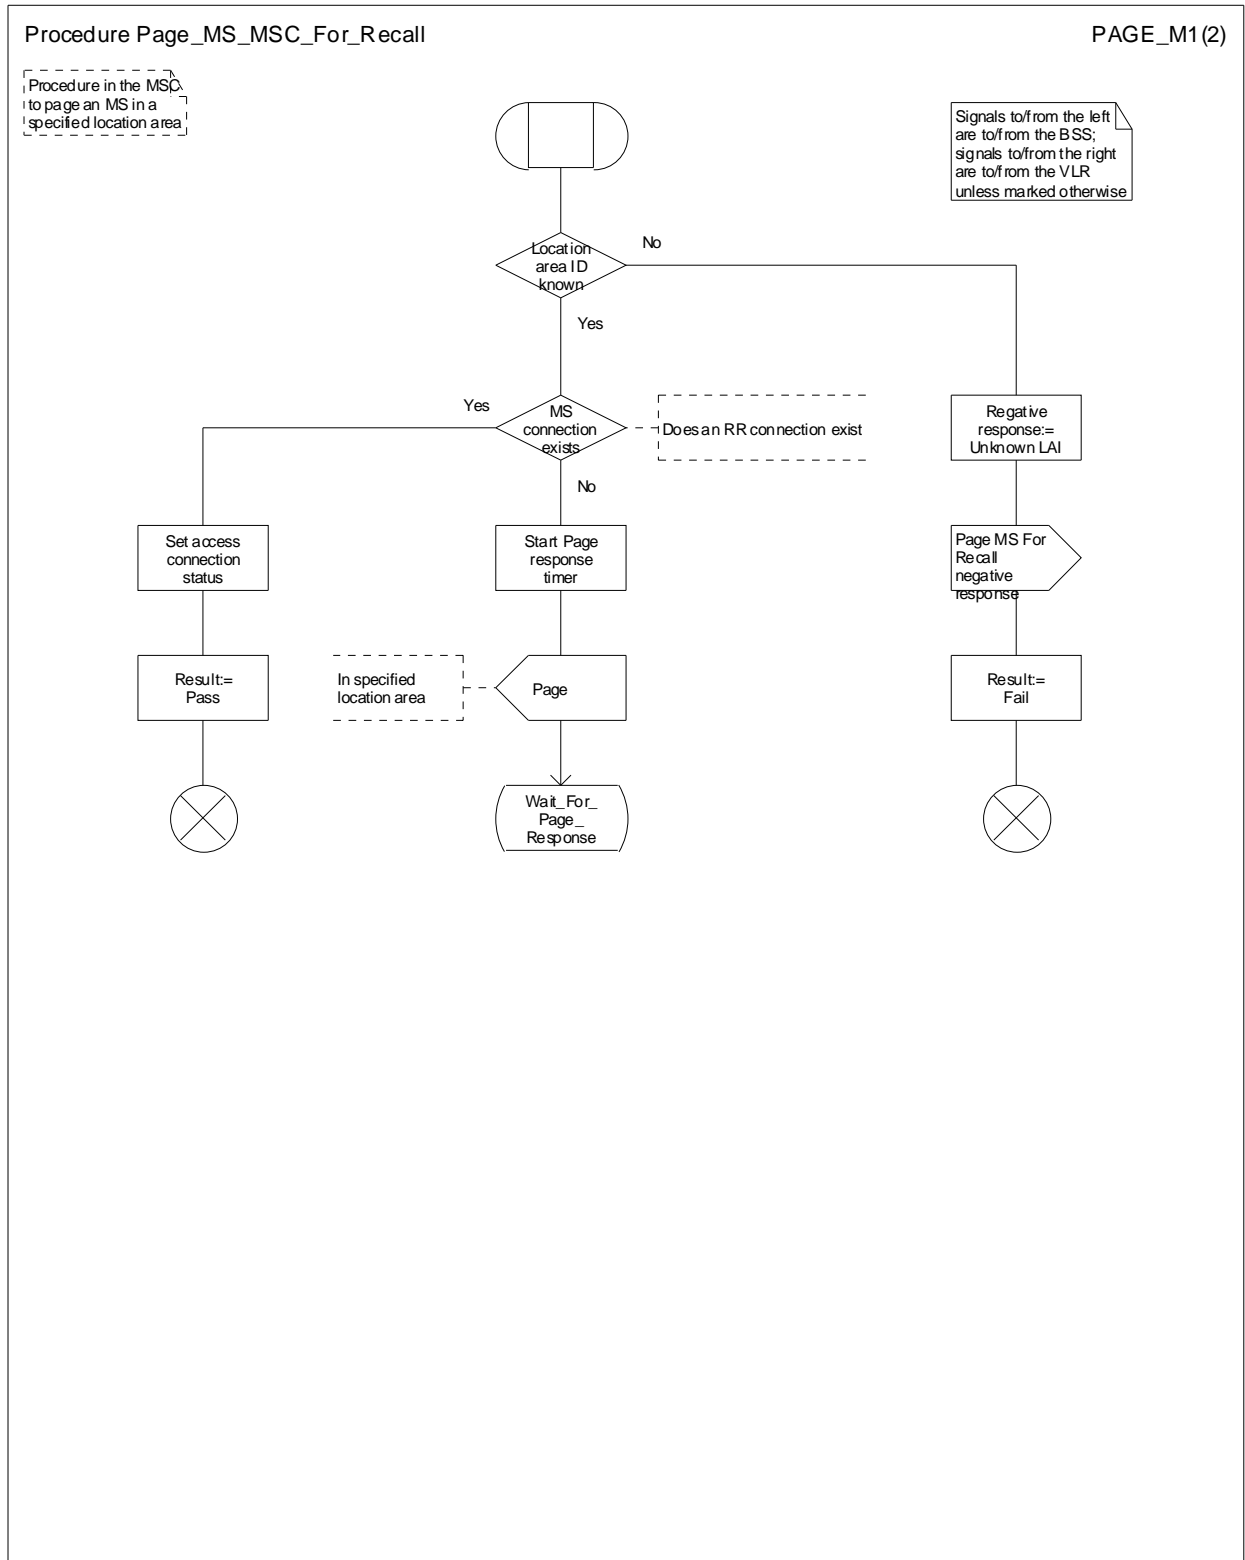 Procedure Page_MS_MSC_For_Recall
PAGE_M1(2)
Procedure in the MSC
to page an MS in a
specified location area
Signals to/from the left
are to/from the BSS;
signals to/from the right
are to/from the VLR
unless marked otherwise
Location
area ID
known
No
Yes
Yes
MS
connection
exists
Does an RR connection exist
Regative
response:=
Unknown LAI
No
Set access
connection
status
Start Page
response
timer
Page MS For
Recall
negative
response
Result:=
Pass
In specified
location area
Page
Result:=
Fail
Wait_For_
Page_
Response